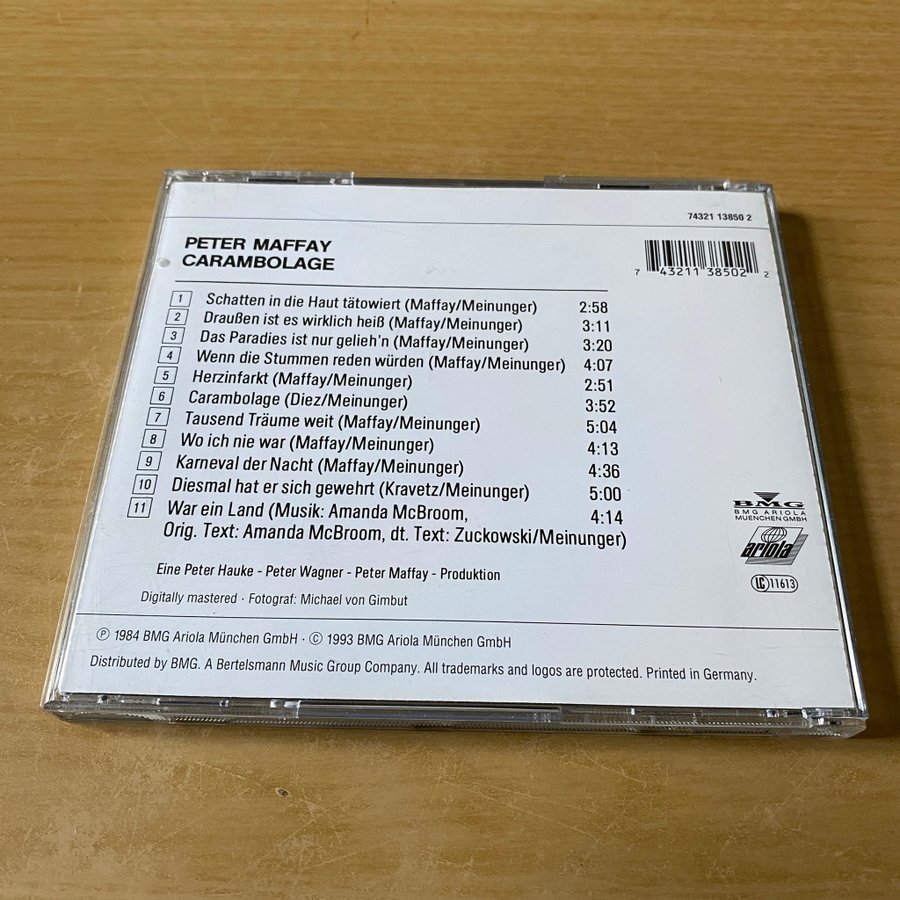 74321 13850 2
PETER MAFFAY
CARAMBOLAGE
7 43211 38502 2
1 Schatten in die Haut tätowiert (Maffay/Meinunger) 2:58
2 Draußen ist es wirklich heiß (Maffay/Meinunger) 3:11
3 Das Paradies ist nur gelieh'n (Maffay/Meinunger) 3:20
4 Wenn die Stummen reden würden (Maffay/Meinunger) 4:07
5 Herzinfarkt (Maffay/Meinunger) 2:51
6 Carambolage (Diez/Meinunger) 3:52
7 Tausend Träume weit (Maffay/Meinunger) 5:04
8 Wo ich nie war (Maffay/Meinunger) 4:13
9 Karneval der Nacht (Maffay/Meinunger) 4:36
10 Diesmal hat er sich gewehrt (Kravetz/Meinunger) 5:00
11 War ein Land (Musik: Amanda McBroom, 4:14
Orig. Text: Amanda McBroom, dt. Text: Zuckowski/Meinunger)
BMG
BMG ARIOLA
MUENCHEN GMBH
ariola
LC 11613
Eine Peter Hauke - Peter Wagner - Peter Maffay - Produktion
Digitally mastered · Fotograf: Michael von Gimbut
℗ 1984 BMG Ariola München GmbH · © 1993 BMG Ariola München GmbH
Distributed by BMG. A Bertelsmann Music Group Company. All trademarks and logos are protected. Printed in Germany.